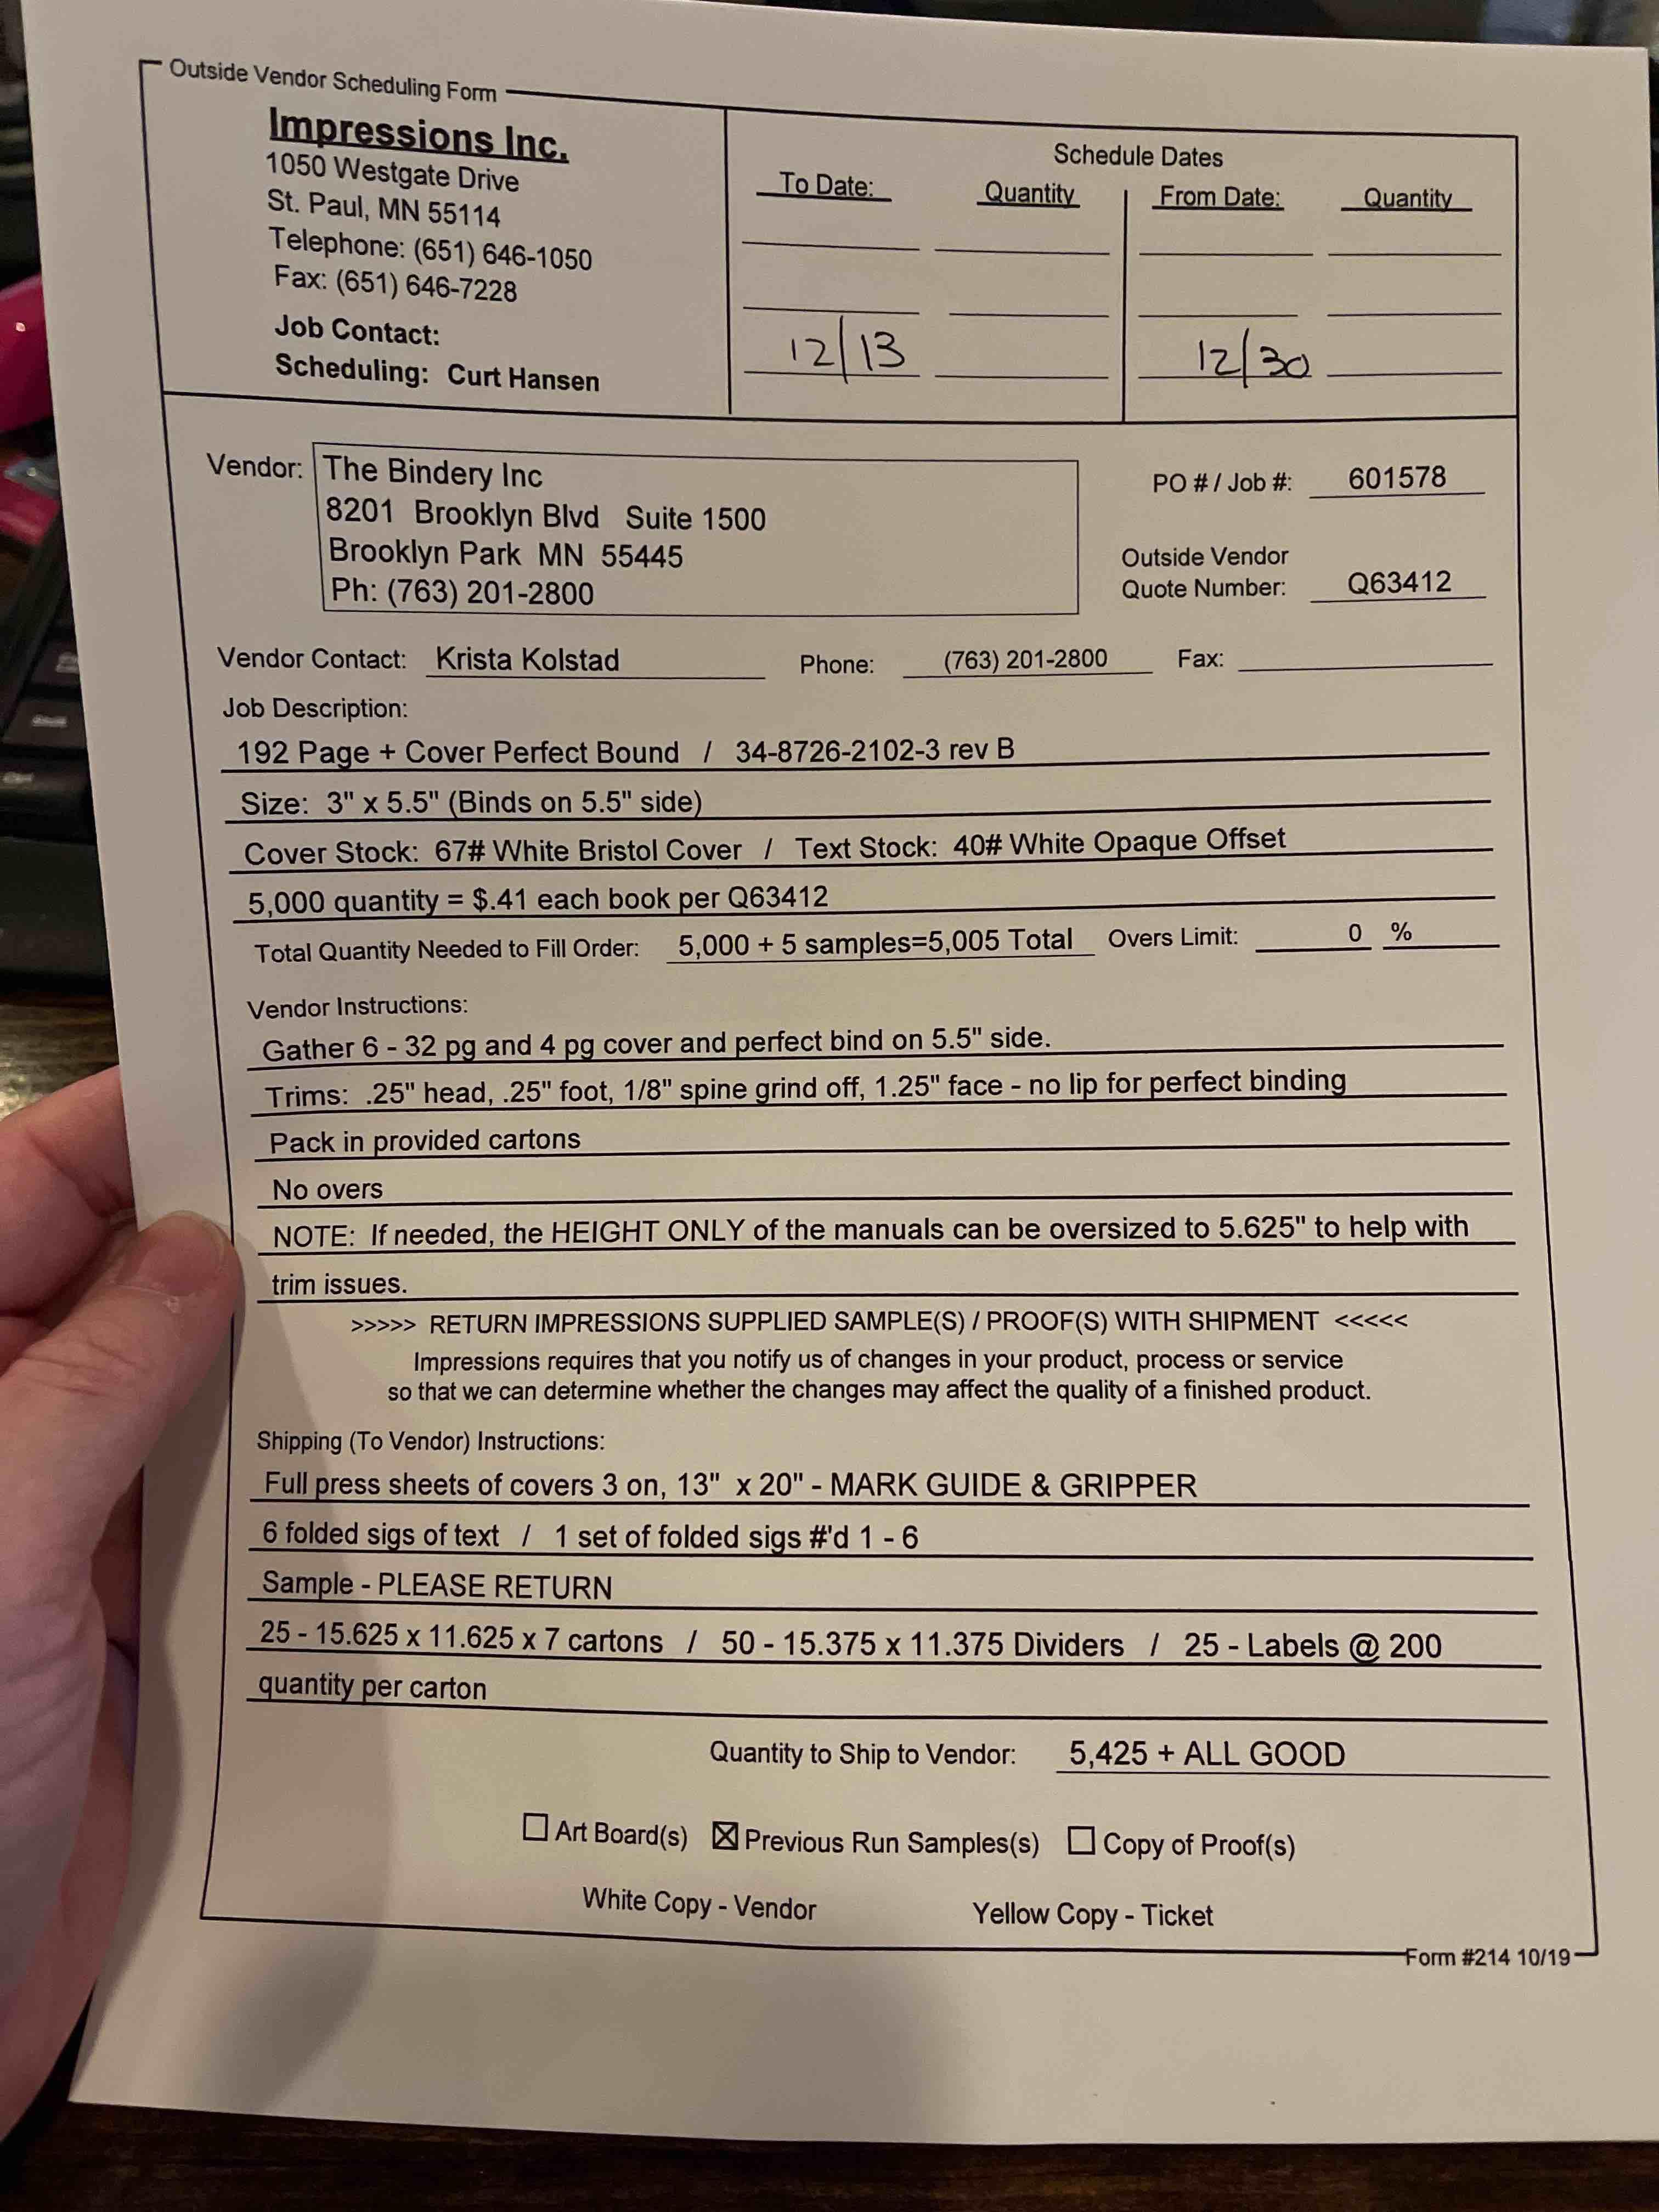 Outside Vendor Scheduling Form
Impressions Inc.
1050 Westgate Drive
St. Paul, MN 55114
Telephone: (651) 646-1050
Fax: (651) 646-7228
Job Contact:
Scheduling: Curt Hansen
Schedule Dates
To Date: Quantity From Date: Quantity
12/13 12/30
Vendor: The Bindery Inc
8201 Brooklyn Blvd Suite 1500
Brooklyn Park MN 55445
Ph: (763) 201-2800
PO # / Job #: 601578
Outside Vendor
Quote Number: Q63412
Vendor Contact: Krista Kolstad Phone: (763) 201-2800 Fax:
Job Description:
192 Page + Cover Perfect Bound / 34-8726-2102-3 rev B
Size: 3" x 5.5" (Binds on 5.5" side)
Cover Stock: 67# White Bristol Cover / Text Stock: 40# White Opaque Offset
5,000 quantity = $.41 each book per Q63412
Total Quantity Needed to Fill Order: 5,000 + 5 samples=5,005 Total Overs Limit: 0 %
Vendor Instructions:
Gather 6 - 32 pg and 4 pg cover and perfect bind on 5.5" side.
Trims: .25" head, .25" foot, 1/8" spine grind off, 1.25" face - no lip for perfect binding
Pack in provided cartons
No overs
NOTE: If needed, the HEIGHT ONLY of the manuals can be oversized to 5.625" to help with
trim issues.
>>>>> RETURN IMPRESSIONS SUPPLIED SAMPLE(S) / PROOF(S) WITH SHIPMENT <<<<<
Impressions requires that you notify us of changes in your product, process or service
so that we can determine whether the changes may affect the quality of a finished product.
Shipping (To Vendor) Instructions:
Full press sheets of covers 3 on, 13" x 20" - MARK GUIDE & GRIPPER
6 folded sigs of text / 1 set of folded sigs #'d 1 - 6
Sample - PLEASE RETURN
25 - 15.625 x 11.625 x 7 cartons / 50 - 15.375 x 11.375 Dividers / 25 - Labels @ 200
quantity per carton
Quantity to Ship to Vendor: 5,425 + ALL GOOD
☐ Art Board(s) ☒ Previous Run Samples(s) ☐ Copy of Proof(s)
White Copy - Vendor Yellow Copy - Ticket
Form #214 10/19